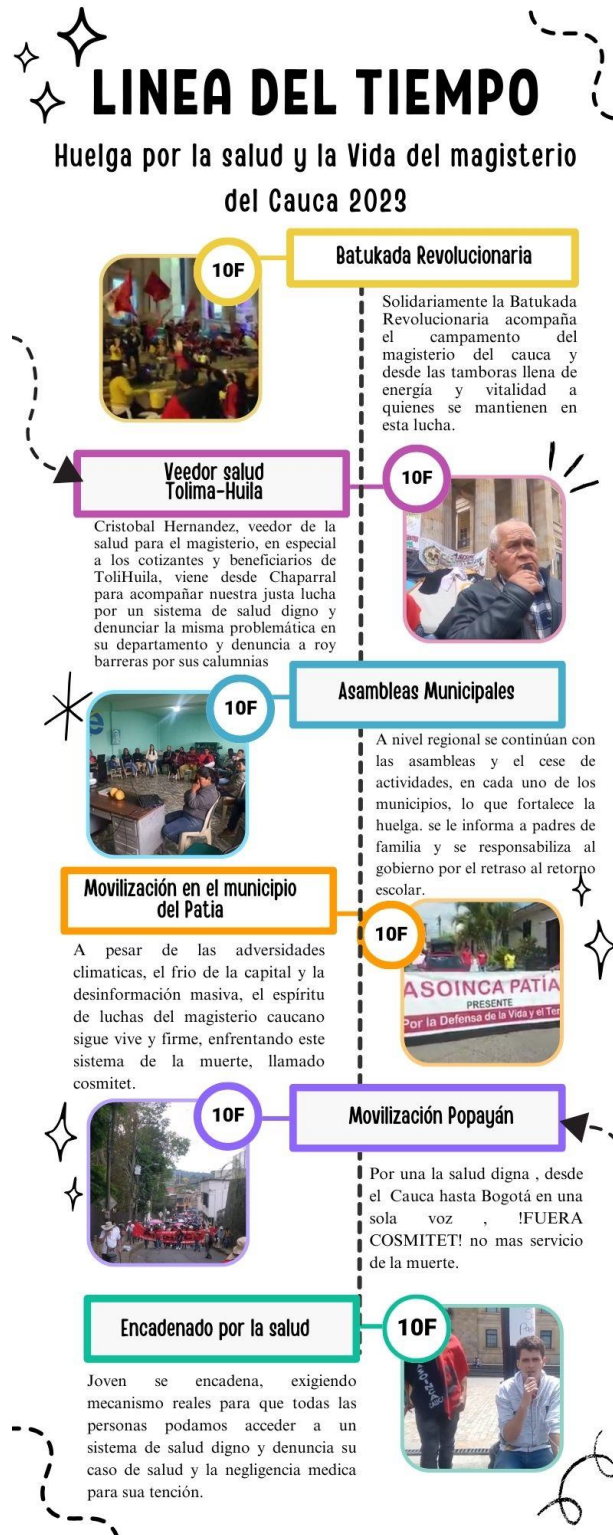 LINEA DEL TIEMPO
Huelga por la salud y la Vida del magisterio
del Cauca 2023
10F
Batukada Revolucionaria
Solidariamente la Batukada
Revolucionaria acompaña
el campamento del
magisterio del cauca y
desde las tamboras llena de
energía y vitalidad a
quienes se mantienen en
esta lucha.
Veedor salud
Tolima-Huila
10F
Cristobal Hernandez, veedor de la
salud para el magisterio, en especial
a los cotizantes y beneficiarios de
ToliHuila, viene desde Chaparral
para acompañar nuestra justa lucha
por un sistema de salud digno y
denunciar la misma problemática en
su departamento y denuncia a roy
barreras por sus calumnias
10F
Asambleas Municipales
A nivel regional se continúan con
las asambleas y el cese de
actividades, en cada uno de los
municipios, lo que fortalece la
huelga. se le informa a padres de
familia y se responsabiliza al
gobierno por el retraso al retorno
escolar.
Movilización en el municipio
del Patia
10F
A pesar de las adversidades
climaticas, el frio de la capital y la
desinformación masiva, el espíritu
de luchas del magisterio caucano
sigue vive y firme, enfrentando este
sistema de la muerte, llamado
cosmitet.
ASOINCA PATÍA
PRESENTE
Por la Defensa de la Vida y el Ter
10F
Movilización Popayán
Por una la salud digna , desde
el Cauca hasta Bogotá en una
sola voz , !FUERA
COSMITET! no mas servicio
de la muerte.
Encadenado por la salud
10F
Joven se encadena, exigiendo
mecanismo reales para que todas las
personas podamos acceder a un
sistema de salud digno y denuncia su
caso de salud y la negligencia medica
para sua tención.